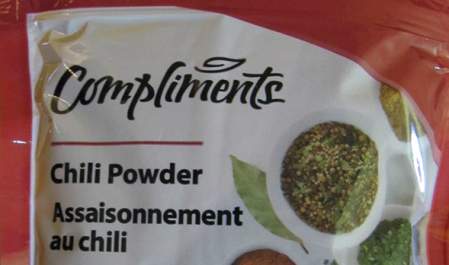 Compliments
Chili Powder
Assaisonnement
au chili